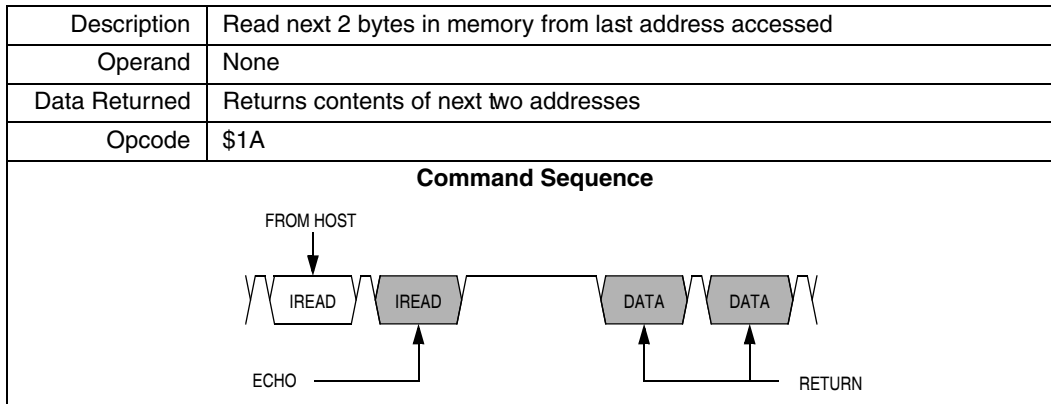 Description Read next 2 bytes in memory from last address accessed
Operand None
Data Returned Returns contents of next two addresses
Opcode $1A
Command Sequence
FROM HOST
IREAD IREAD DATA DATA
ECHO RETURN